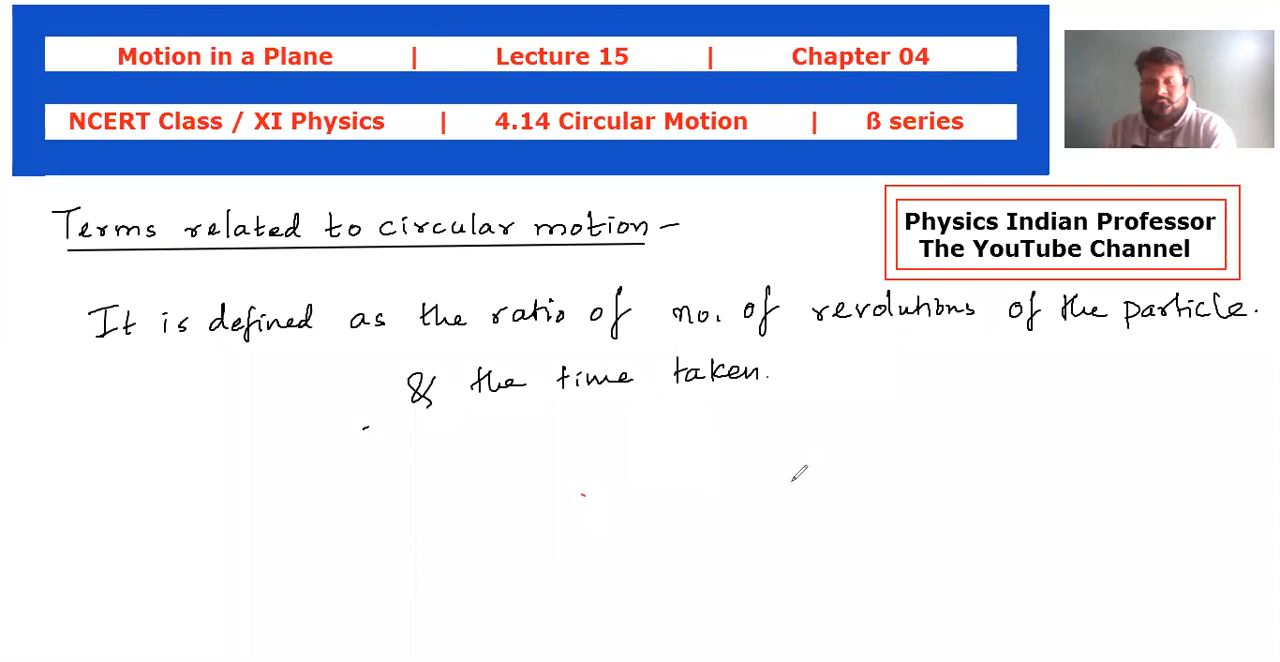 Motion in a Plane | Lecture 15 | Chapter 04
NCERT Class / XI Physics | 4.14 Circular Motion | ß series
Physics Indian Professor
The YouTube Channel
Terms related to circular motion –
It is defined as the ratio of no. of revolutions of the particle.
& the time taken.